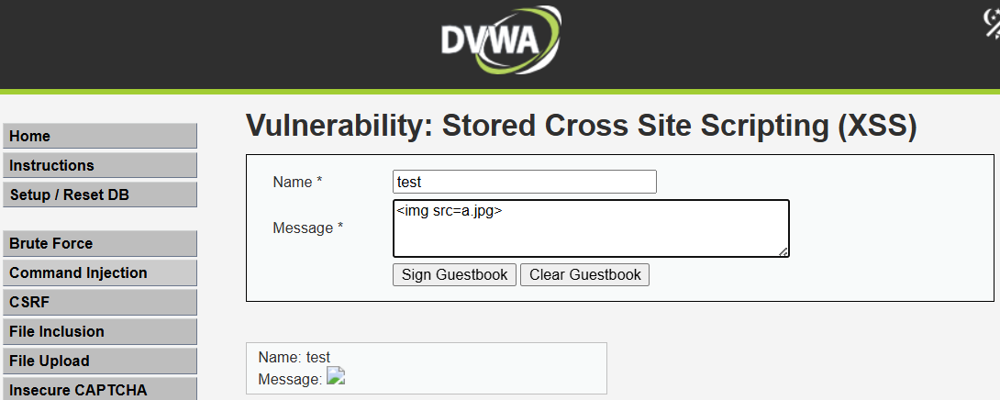 DVWA
Vulnerability: Stored Cross Site Scripting (XSS)
Home
Instructions
Setup / Reset DB
Brute Force
Command Injection
CSRF
File Inclusion
File Upload
Insecure CAPTCHA
Name *
test
Message *
<img src=a.jpg>
Sign Guestbook
Clear Guestbook
Name: test
Message: